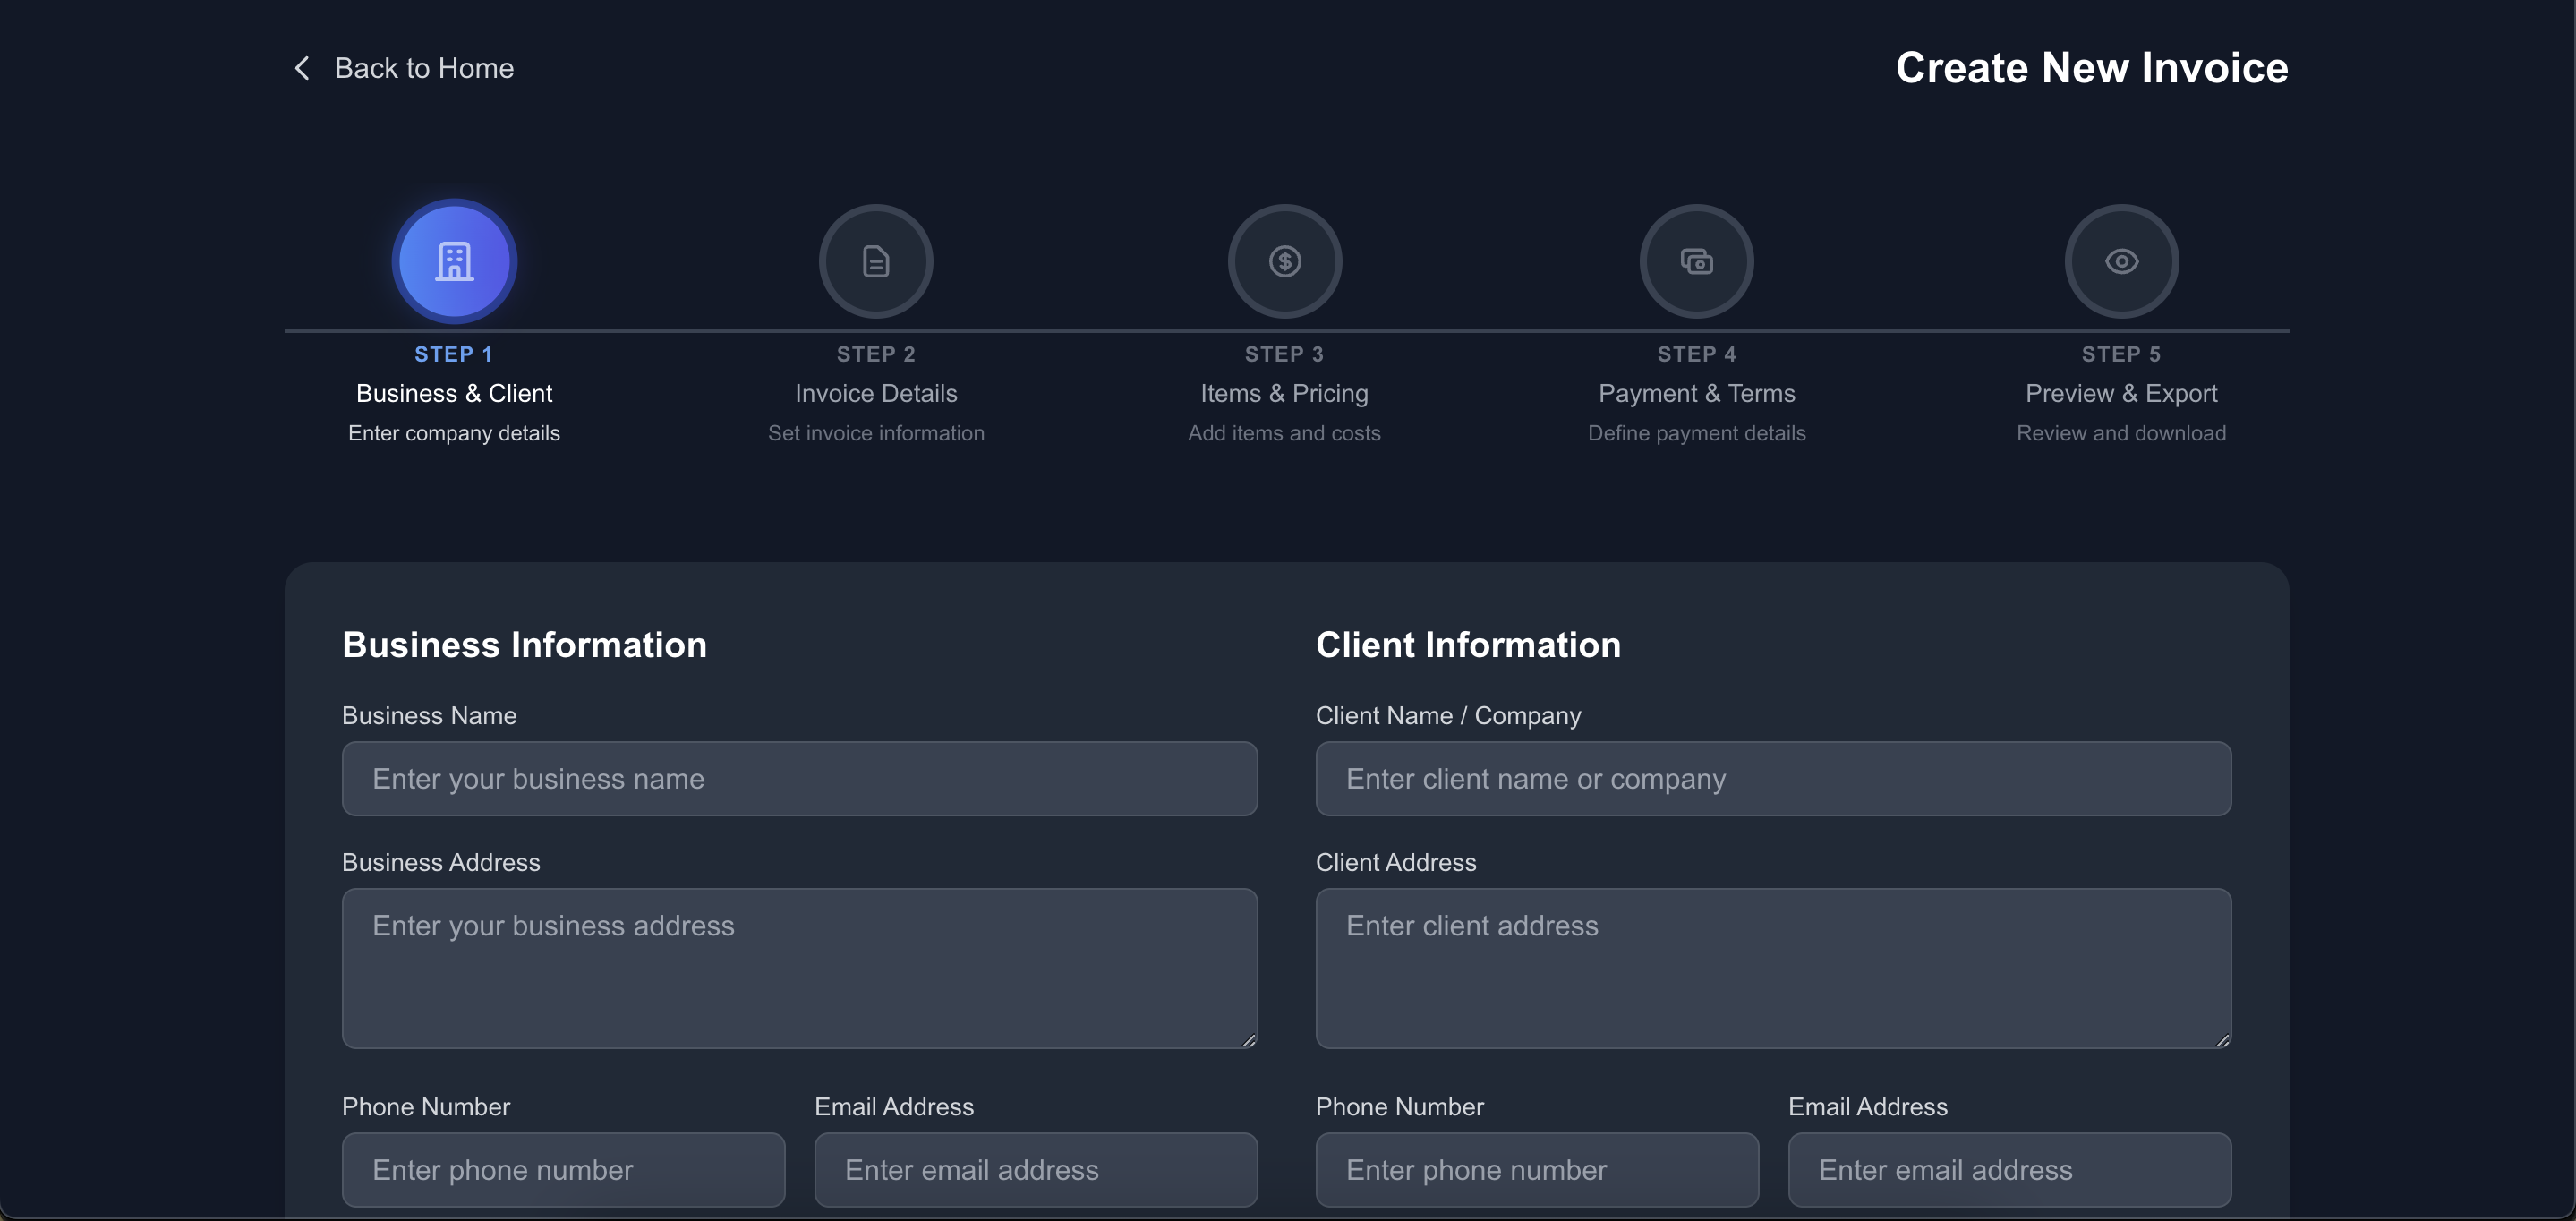 Back to Home
Create New Invoice
STEP 1
Business & Client
Enter company details
STEP 2
Invoice Details
Set invoice information
STEP 3
Items & Pricing
Add items and costs
STEP 4
Payment & Terms
Define payment details
STEP 5
Preview & Export
Review and download
Business Information
Business Name
Enter your business name
Business Address
Enter your business address
Phone Number
Enter phone number
Email Address
Enter email address
Client Information
Client Name / Company
Enter client name or company
Client Address
Enter client address
Phone Number
Enter phone number
Email Address
Enter email address